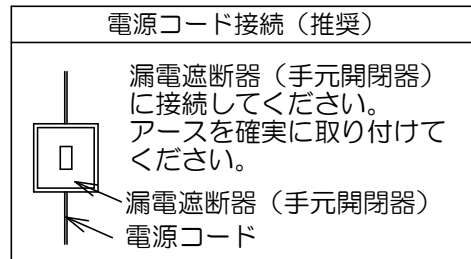 電源コード接続（推奨）
漏電遮断器（手元開閉器）
に接続してください。
アースを確実に取り付けて
ください。
漏電遮断器（手元開閉器）
電源コード